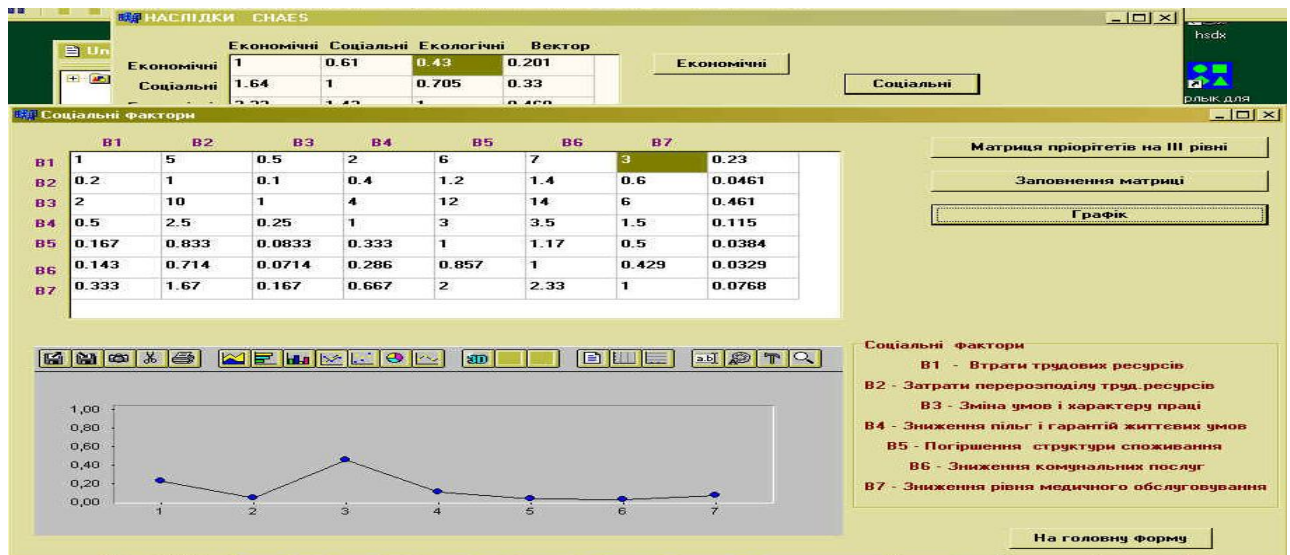 НАСЛІДКИ CHAES
hsdx
Un
Економічні Соціальні Екологічні Вектор
Економічні 1 0.61 0.43 0.201
Економічні
Соціальні 1.64 1 0.705 0.33
Соціальні
рлык для
Соціальні фактори
B1 B2 B3 B4 B5 B6 B7
B1 1 5 0.5 2 6 7 3 0.23
B2 0.2 1 0.1 0.4 1.2 1.4 0.6 0.0461
B3 2 10 1 4 12 14 6 0.461
B4 0.5 2.5 0.25 1 3 3.5 1.5 0.115
B5 0.167 0.833 0.0833 0.333 1 1.17 0.5 0.0384
B6 0.143 0.714 0.0714 0.286 0.857 1 0.429 0.0329
B7 0.333 1.67 0.167 0.667 2 2.33 1 0.0768
Матриця пріорітетів на III рівні
Заповнення матриці
Графік
3D
a.b
1,00
0,80
0,60
0,40
0,20
0,00
1 2 3 4 5 6 7
Соціальні фактори
B1 - Втрати трудових ресурсів
B2 - Затрати перерозподілу труд.ресурсів
B3 - Зміна умов і характеру праці
B4 - Зниження пільг і гарантій життєвих умов
B5 - Погіршення структури споживання
B6 - Зниження комунальних послуг
B7 - Зниження рівня медичного обслуговування
На головну форму